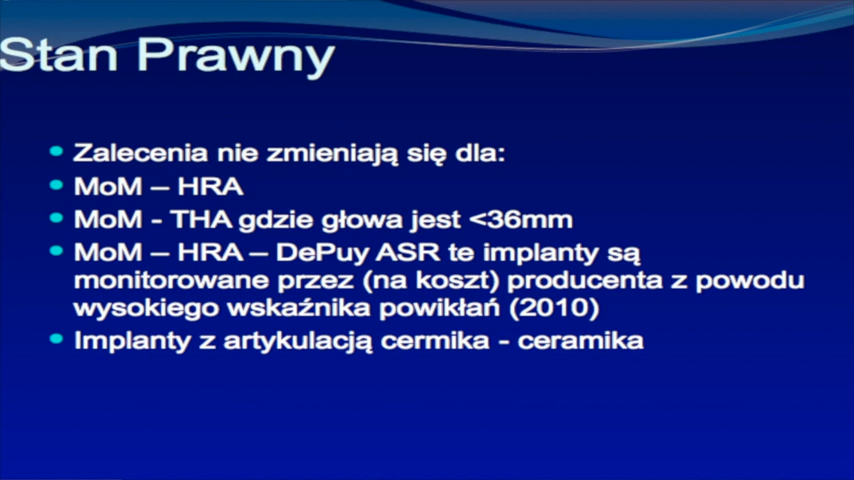 Stan Prawny
Zalecenia nie zmieniają się dla:
MoM – HRA
MoM - THA gdzie głowa jest <36mm
MoM – HRA – DePuy ASR te implanty są
monitorowane przez (na koszt) producenta z powodu
wysokiego wskaźnika powikłań (2010)
Implanty z artykulacją cermika - ceramika